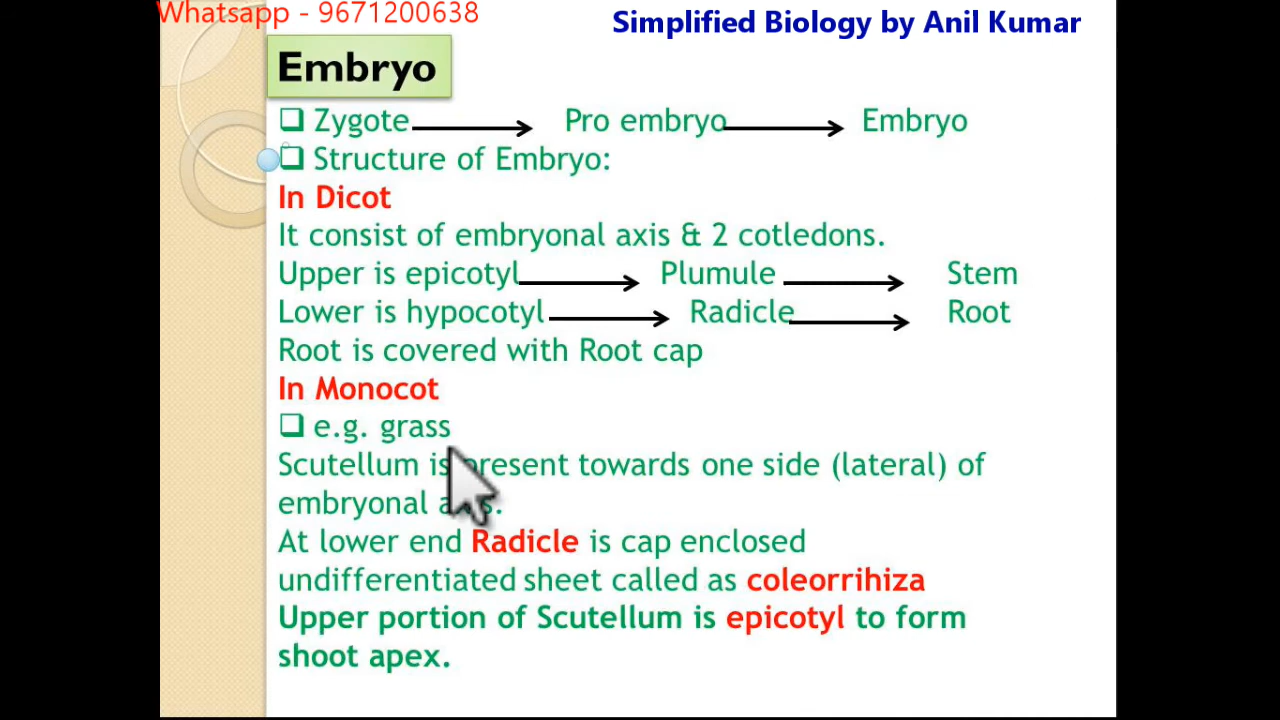 Whatsapp - 9671200638
Simplified Biology by Anil Kumar
Embryo
Zygote Pro embryo Embryo
Structure of Embryo:
In Dicot
It consist of embryonal axis & 2 cotledons.
Upper is epicotyl Plumule Stem
Lower is hypocotyl Radicle Root
Root is covered with Root cap
In Monocot
e.g. grass
Scutellum is present towards one side (lateral) of
embryonal axis.
At lower end Radicle is cap enclosed
undifferentiated sheet called as coleorrihiza
Upper portion of Scutellum is epicotyl to form
shoot apex.